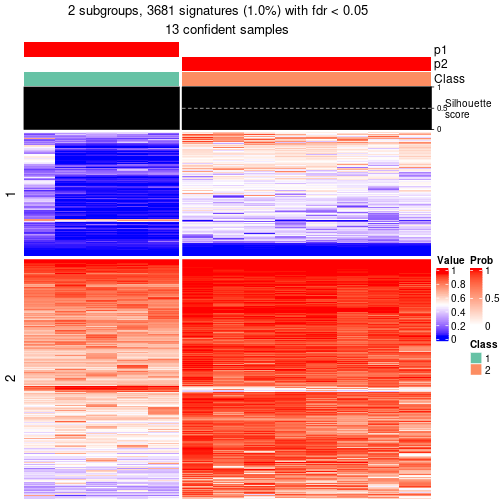 2 subgroups, 3681 signatures (1.0%) with fdr < 0.05
13 confident samples
p1
p2
Class
1
0.5
0
Silhouette
score
1
2
Value
1
0.8
0.6
0.4
0.2
0
Prob
1
0.5
0
Class
1
2